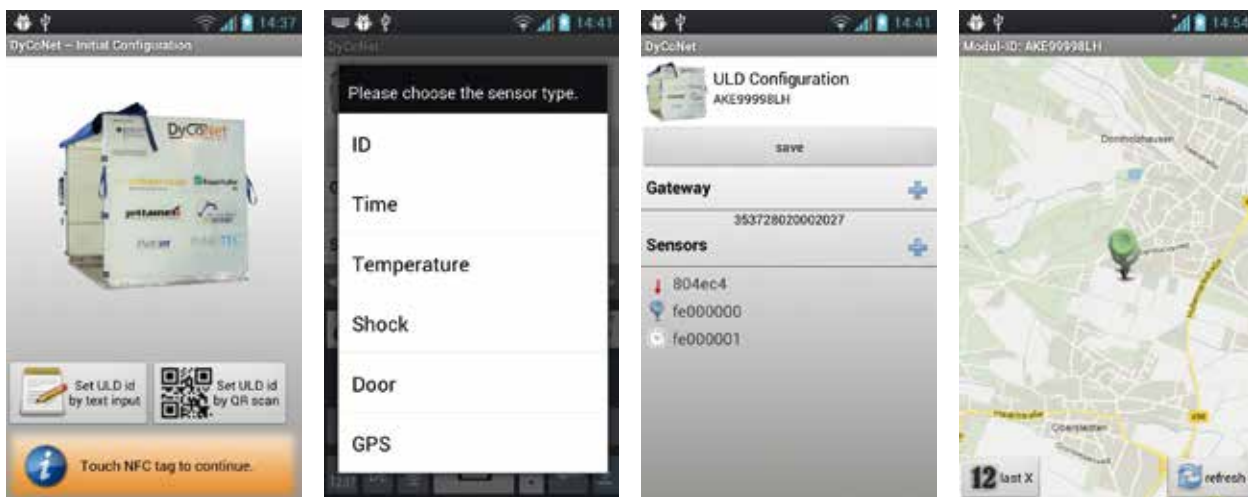 14:37
DyCoNet – Initial Configuration
DyCoNet
Set ULD id
by text input
Set ULD id
by QR scan
Touch NFC tag to continue.
14:41
DyCoNet
Please choose the sensor type.
ID
Time
Temperature
Shock
Door
GPS
14:41
DyCoNet
ULD Configuration
AKE99998LH
save
Gateway
353728020002027
Sensors
804ec4
fe000000
fe000001
14:54
Modul-ID: AKE99998LH
Dornholzhausen
Oberstedten
12 last X
refresh